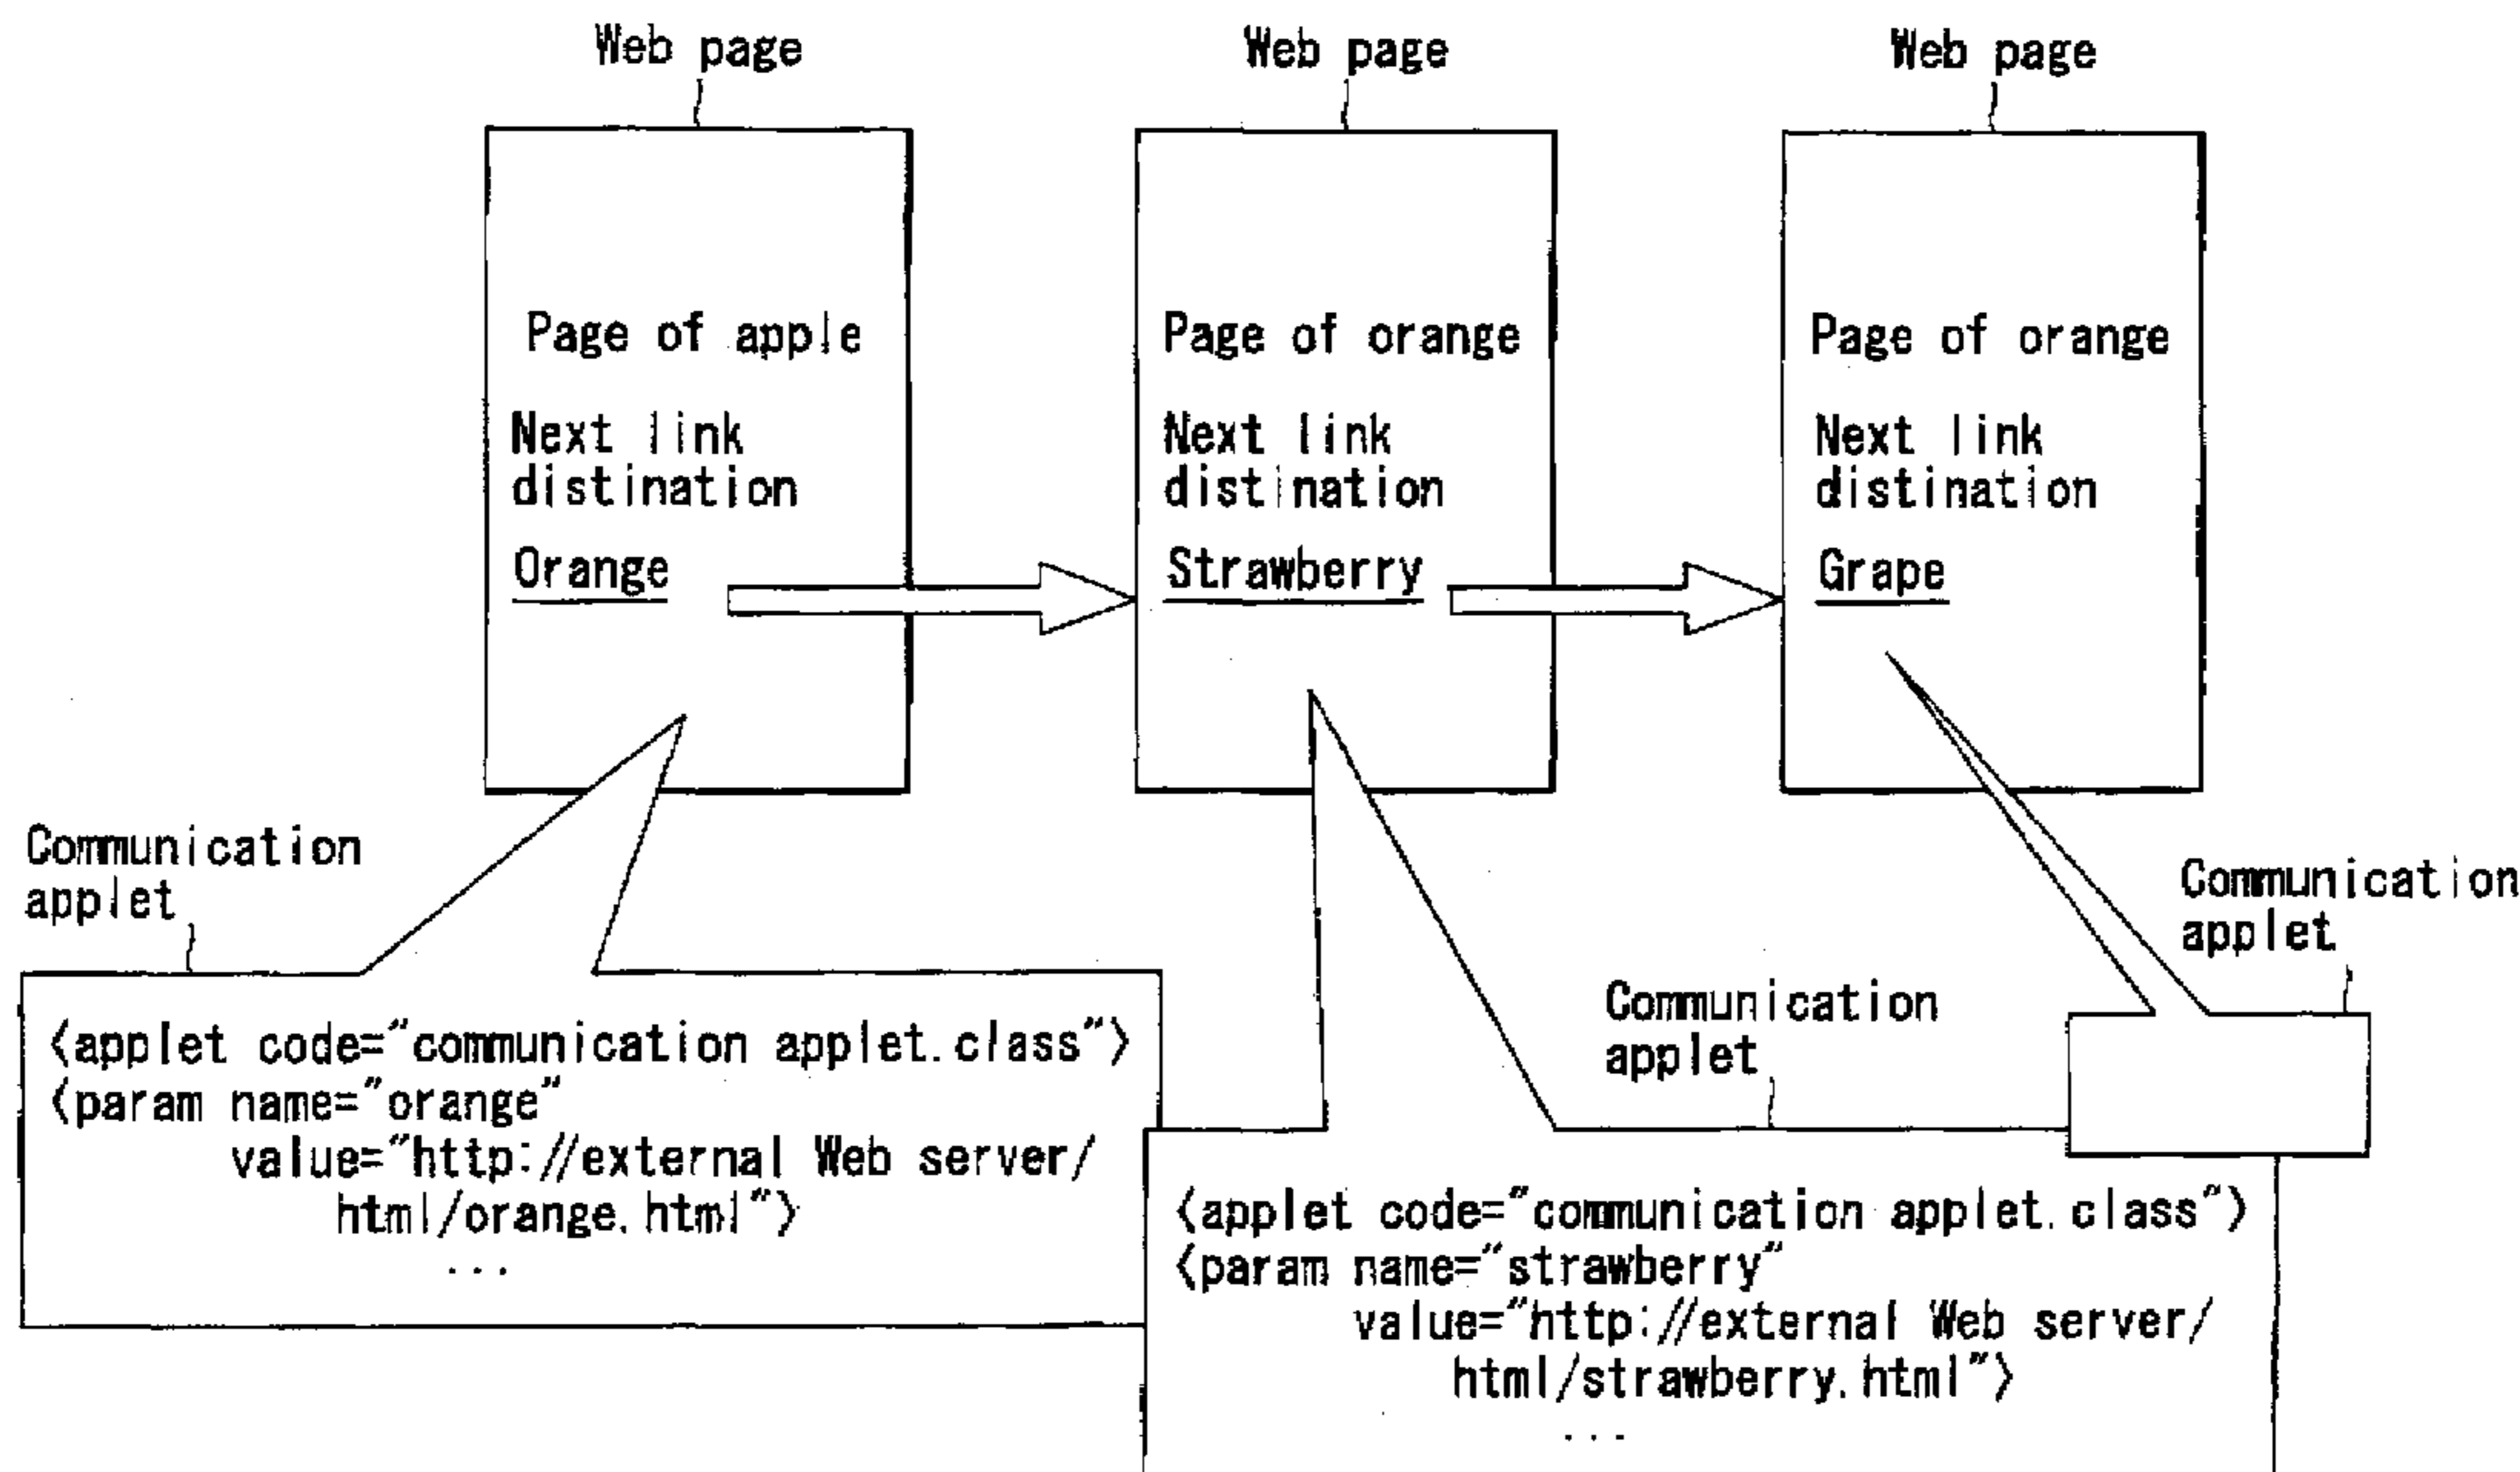 Web page
Web page
Web page
Page of apple
Next link
distination
Orange
Page of orange
Next link
distination
Strawberry
Page of orange
Next link
distination
Grape
Communication
applet
<applet code="communication applet.class">
<param name="orange"
value="http://external Web server/
html/orange.html">
...
Communication
applet
<applet code="communication applet.class">
<param name="strawberry"
value="http://external Web server/
html/strawberry.html">
...
Communication
applet